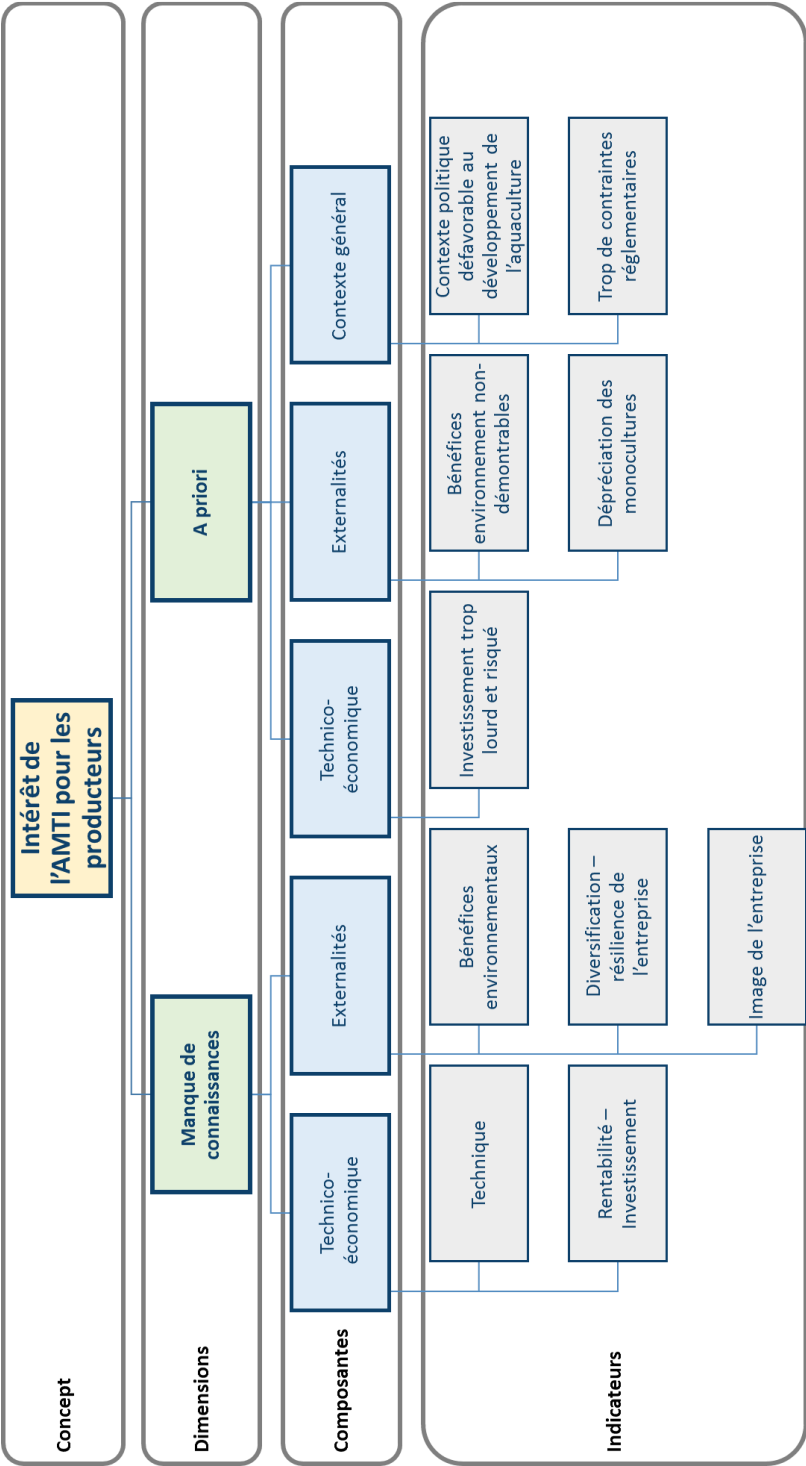 Concept
Intérêt de
l'AMTI pour les
producteurs
Dimensions
Manque de
connaissances
A priori
Composantes
Technico-
économique
Externalités
Technico-
économique
Externalités
Contexte général
Indicateurs
Technique
Rentabilité –
Investissement
Bénéfices
environnementaux
Diversification –
résilience de
l'entreprise
Image de l'entreprise
Investissement trop
lourd et risqué
Bénéfices
environnement non-
démontrables
Dépréciation des
monocultures
Contexte politique
défavorable au
développement de
l'aquaculture
Trop de contraintes
réglementaires